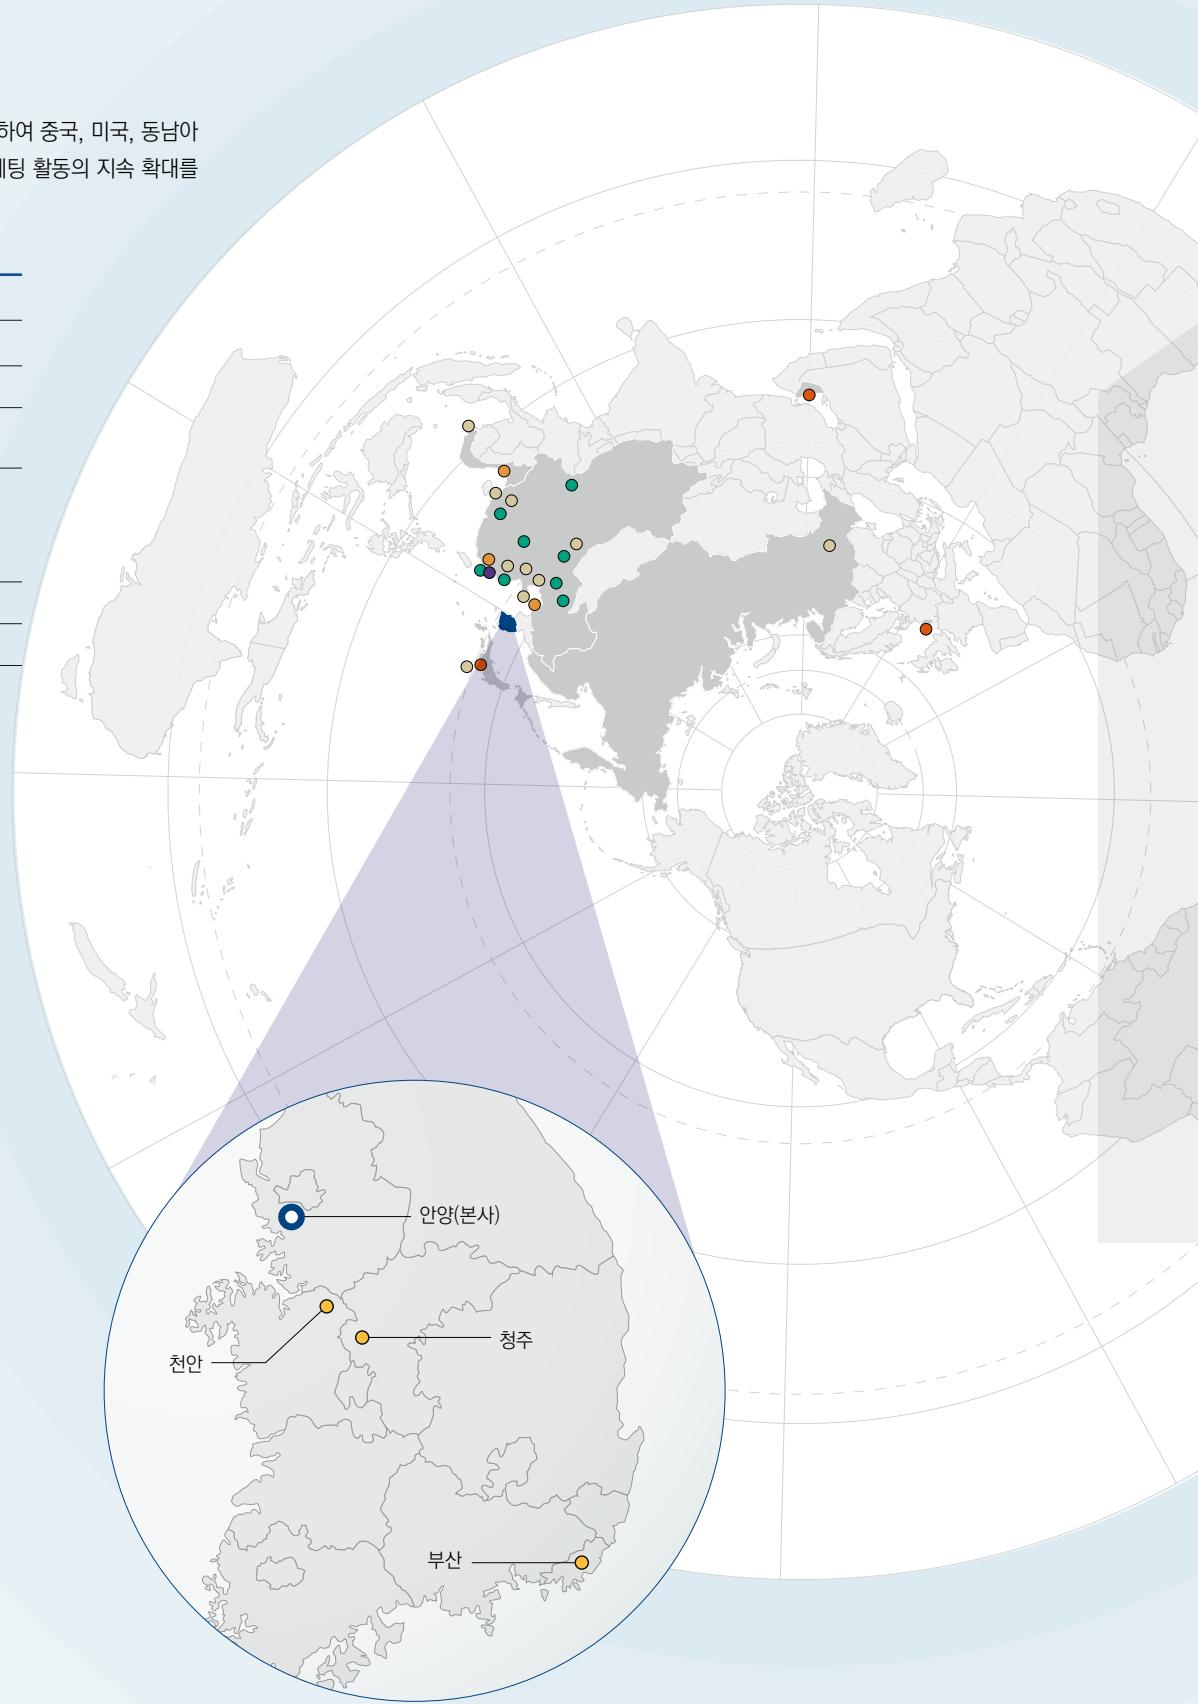 하여 중국, 미국, 동남아
팅 활동의 지속 확대를
안양(본사)
청주
천안
부산